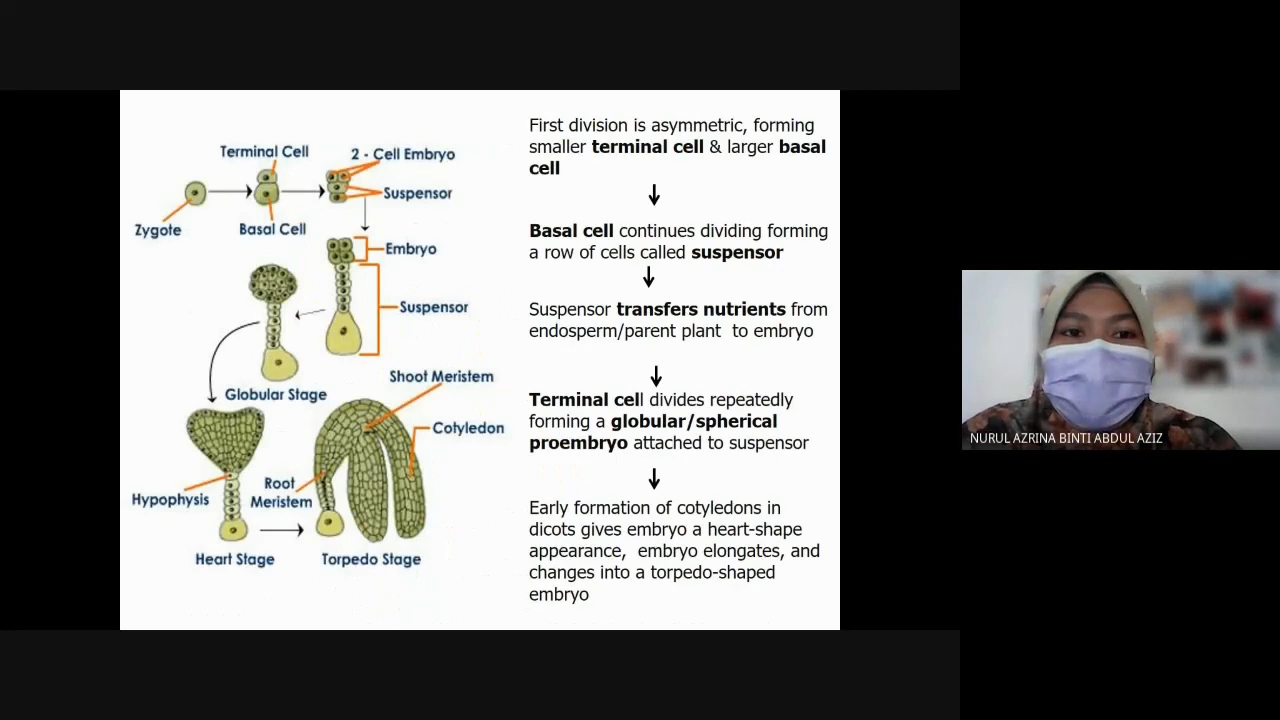 Terminal Cell
2 - Cell Embryo
Suspensor
Zygote
Basal Cell
Embryo
Suspensor
Globular Stage
Shoot Meristem
Cotyledon
Hypophysis
Root
Meristem
Heart Stage
Torpedo Stage
First division is asymmetric, forming
smaller terminal cell & larger basal
cell
Basal cell continues dividing forming
a row of cells called suspensor
Suspensor transfers nutrients from
endosperm/parent plant to embryo
Terminal cell divides repeatedly
forming a globular/spherical
proembryo attached to suspensor
Early formation of cotyledons in
dicots gives embryo a heart-shape
appearance, embryo elongates, and
changes into a torpedo-shaped
embryo
NURUL AZRINA BINTI ABDUL AZIZ